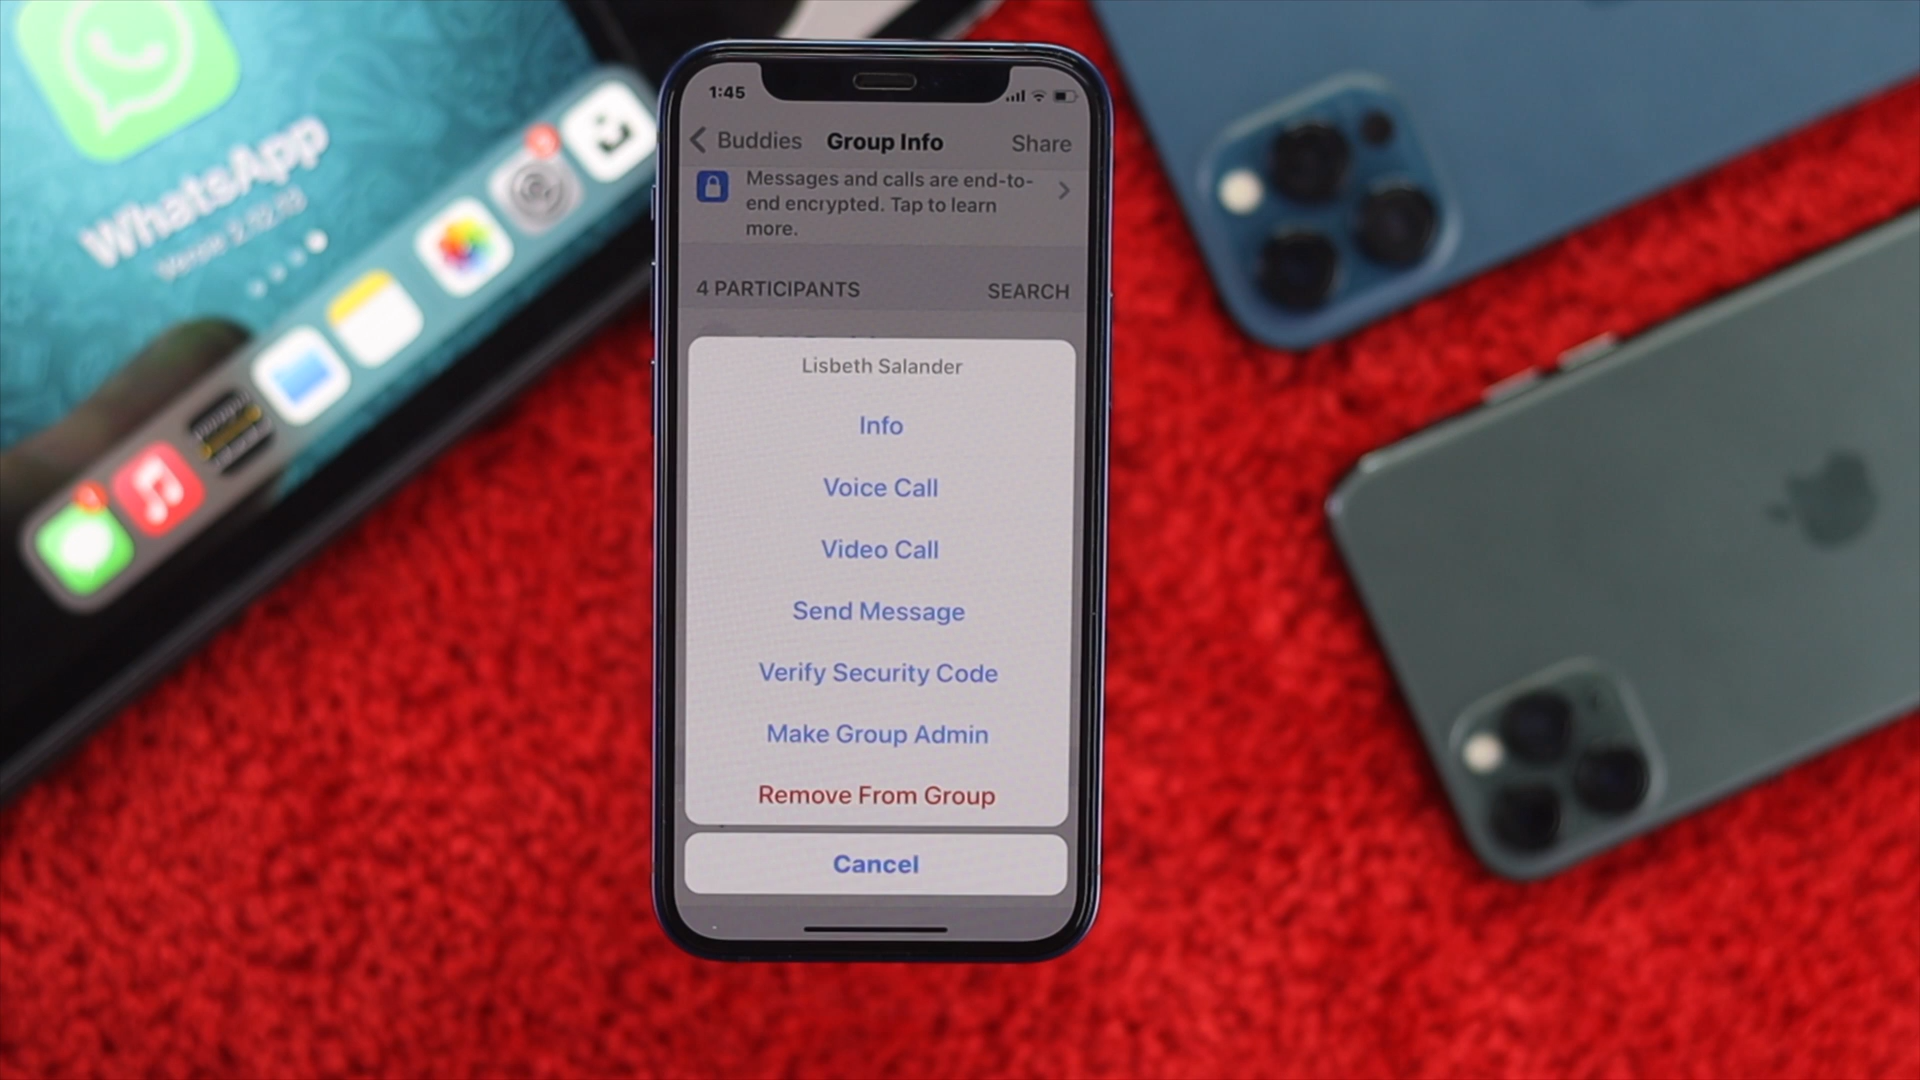 WhatsApp
1:45
Buddies
Group Info
Share
Messages and calls are end-to-
end encrypted. Tap to learn
more.
4 PARTICIPANTS
SEARCH
Lisbeth Salander
Info
Voice Call
Video Call
Send Message
Verify Security Code
Make Group Admin
Remove From Group
Cancel